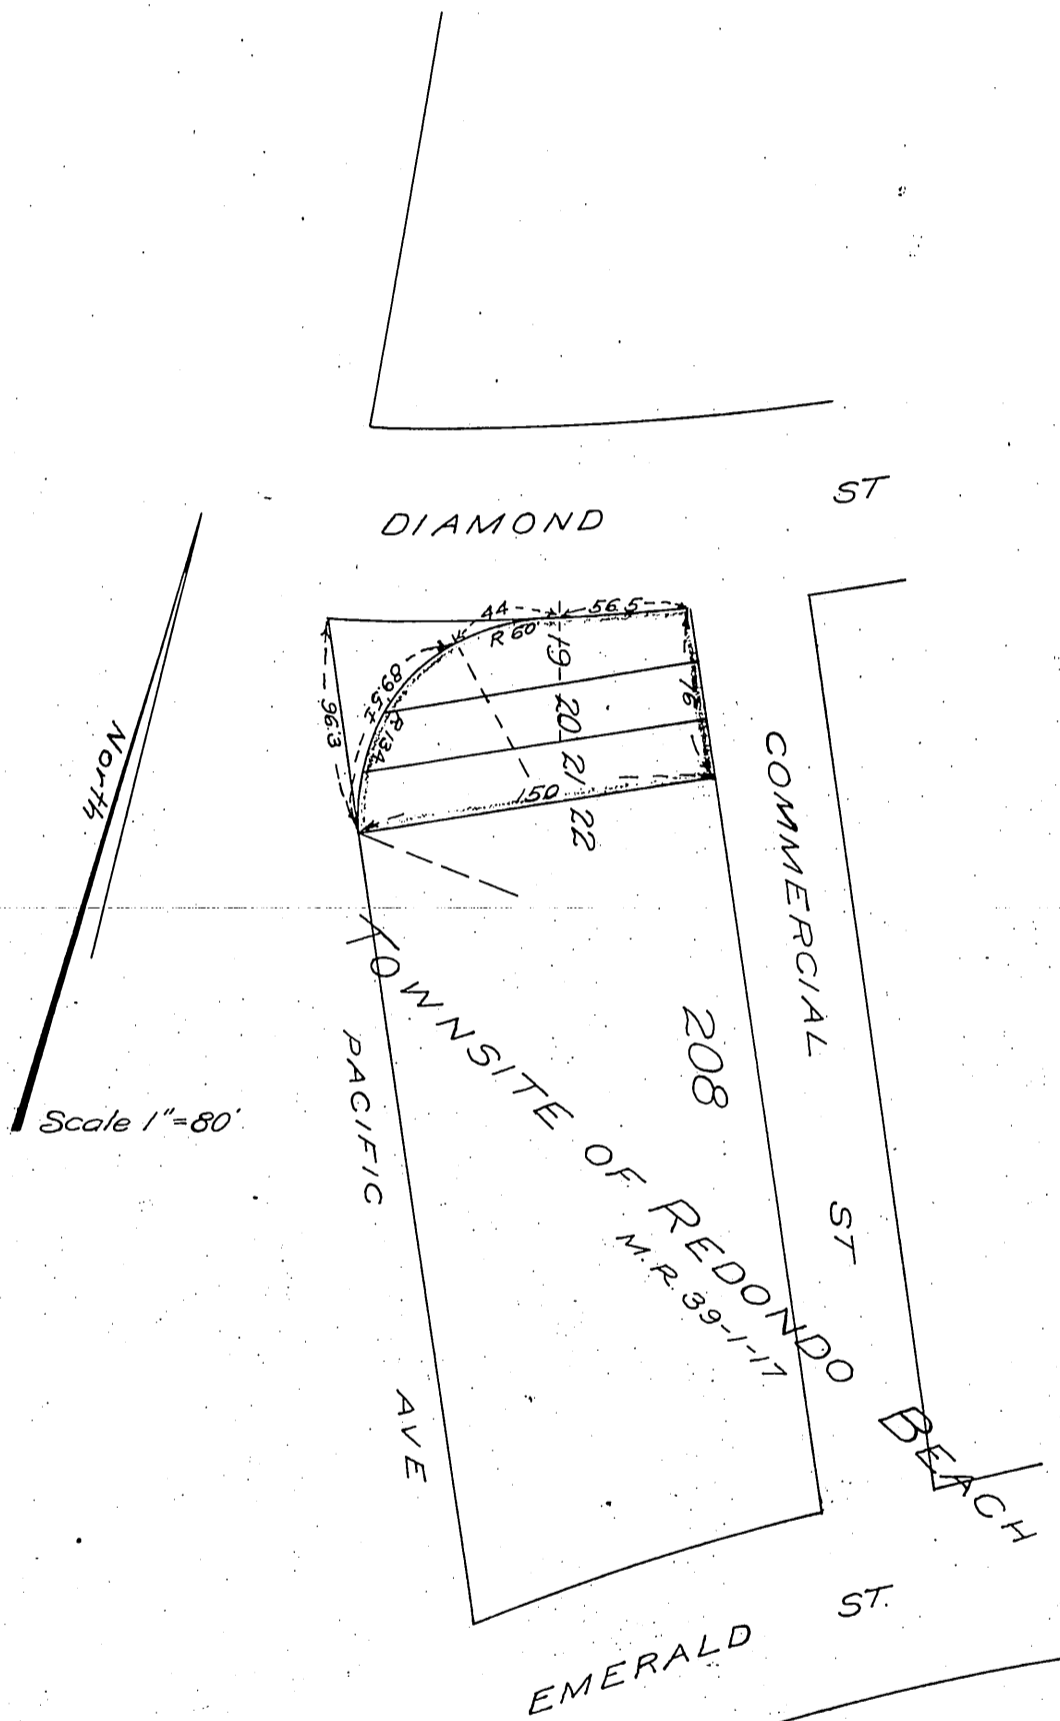 DIAMOND ST
44
56.5
R 60'
89.5±
R 134
96.3
76
150
19
20
21
22
North
Scale 1"=80'
COMMERCIAL ST
208
PACIFIC AVE
TOWNSITE OF REDONDO BEACH
M.R. 39-1-17
EMERALD ST.